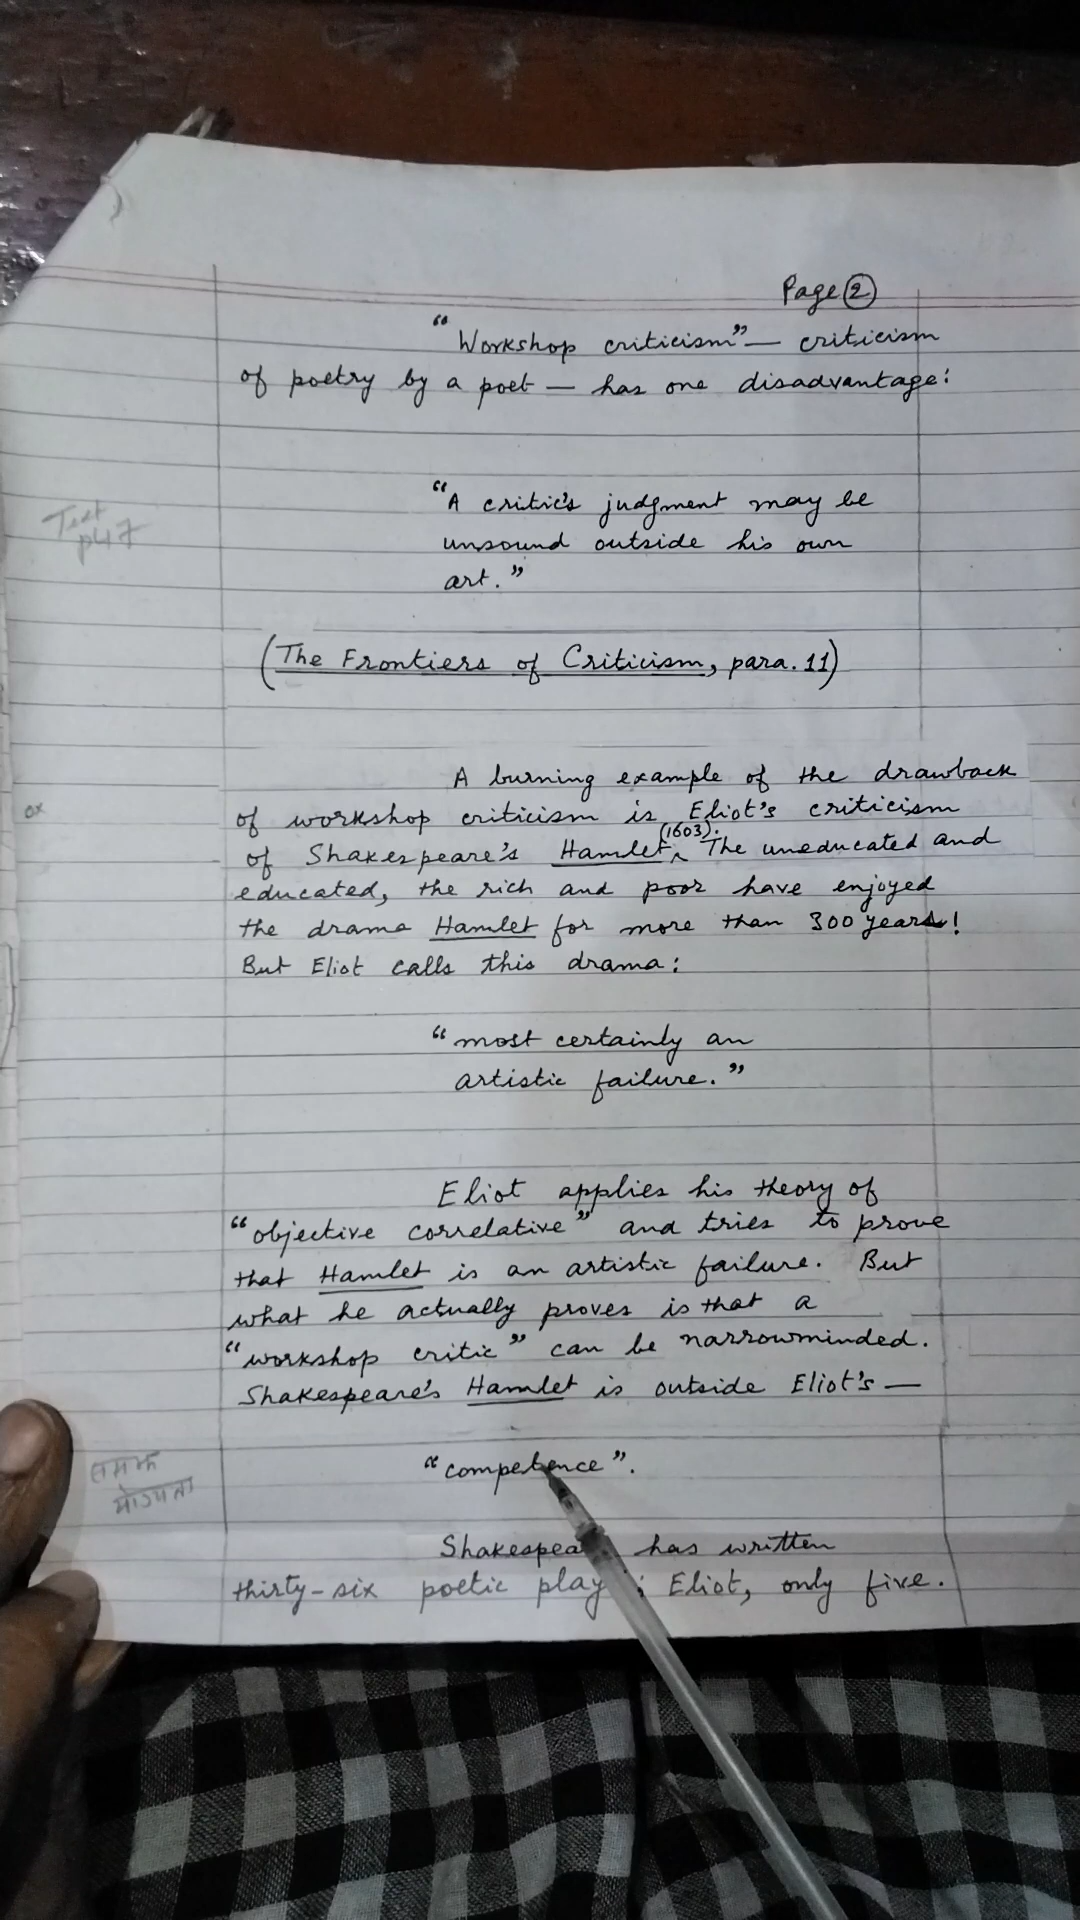 Page 2
“Workshop criticism” — criticism
of poetry by a poet — has one disadvantage:
“A critic's judgment may be
Text
p47
unsound outside his own
art.”
(The Frontiers of Criticism, para. 11)
A burning example of the drawback
of workshop criticism is Eliot's criticism
(1603).
of Shakespeare's Hamlet^ The uneducated and
educated, the rich and poor have enjoyed
the drama Hamlet for more than 300 years!
But Eliot calls this drama:
“most certainly an
artistic failure.”
Eliot applies his theory of
“objective correlative” and tries to prove
that Hamlet is an artistic failure. But
what he actually proves is that a
“workshop critic” can be narrowminded.
Shakespeare's Hamlet is outside Eliot's —
“competence”.
समझ
योग्यता
Shakespea has written
thirty-six poetic play ; Eliot, only five.